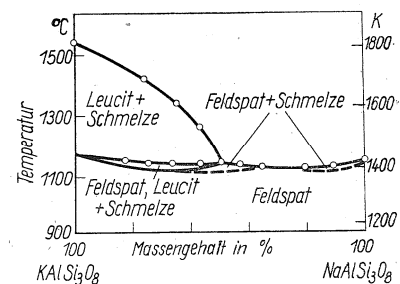 °C
K
1500
1300
1100
900
Temperatur
1800
1600
1400
1200
Leucit +
Schmelze
Feldspat + Schmelze
Feldspat, Leucit
+ Schmelze
Feldspat
100
Massengehalt in %
100
KAlSi₃O₈
NaAlSi₃O₈